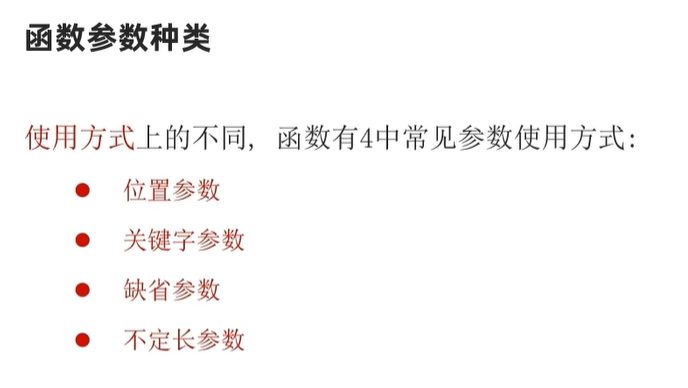 函数参数种类
使用方式上的不同，函数有4中常见参数使用方式：
● 位置参数
● 关键字参数
● 缺省参数
● 不定长参数